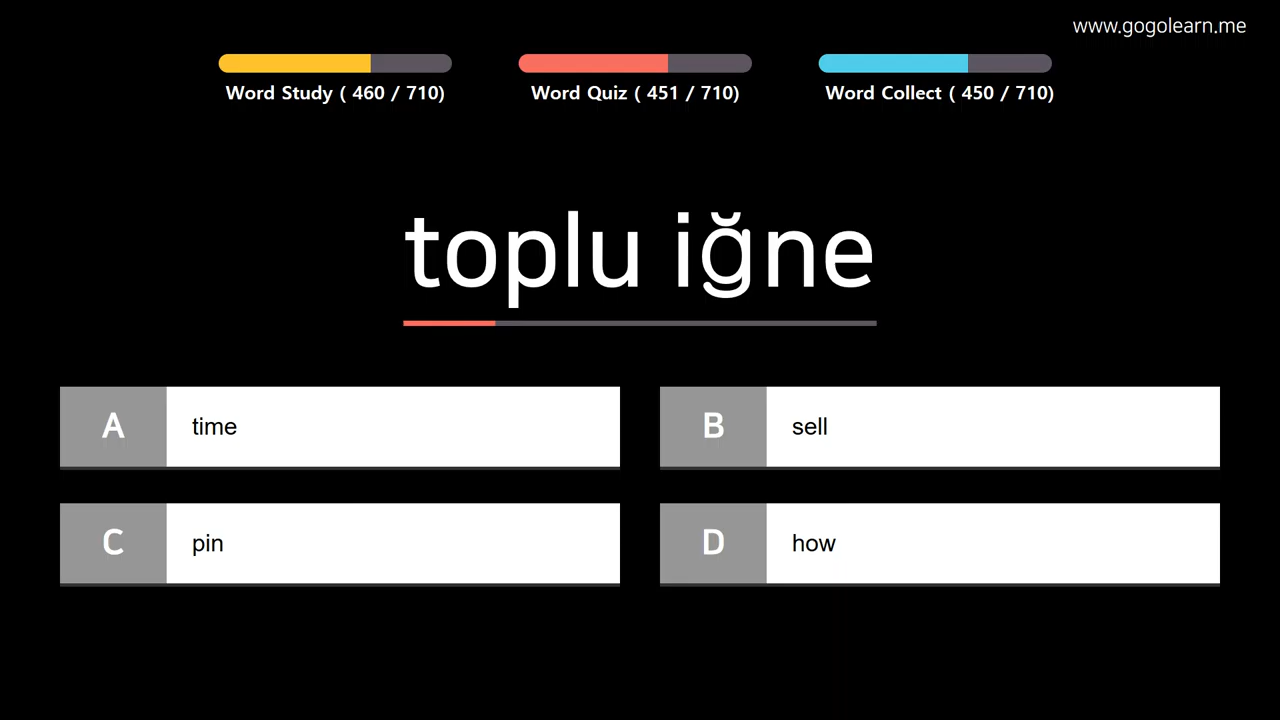 www.gogolearn.me
Word Study ( 460 / 710)
Word Quiz ( 451 / 710)
Word Collect ( 450 / 710)
toplu iğne
A time
B sell
C pin
D how